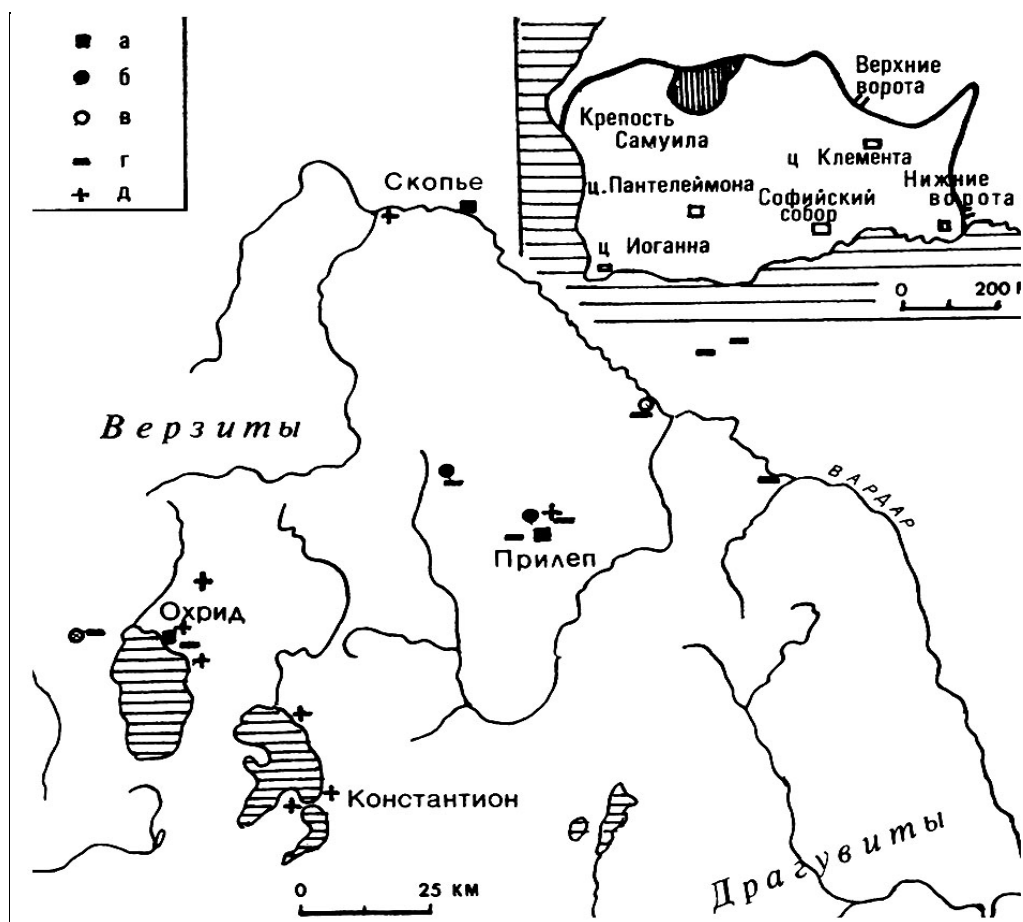 а
б
в
г
д
Верхние
ворота
Крепость
Самуила
ц Клемента
ц. Пантелеймона
Софийский
собор
Нижние
ворота
ц Иоганна
0 200
Скопье
Верзиты
ВАРДАР
Прилеп
Охрид
Константион
Драгувиты
0 25 км